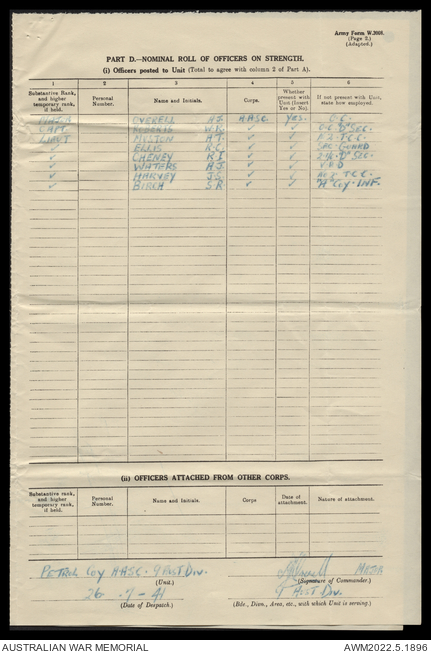 Army Form W.3008.
(Page 2.)
(Adapted.)
PART D.—NOMINAL ROLL OF OFFICERS ON STRENGTH.
(i) Officers posted to Unit (Total to agree with column 2 of Part A).
1 2 3 4 5 6
Substantive Rank, and higher temporary rank, if held. Personal Number. Name and Initials. Corps. Whether present with Unit (Insert Yes or No). If not present with Unit, state how employed.
OVERELL A.J. AASC. YES. O.C.
CAPT. ROBERTS W.R. ✓ ✓ O.C. "D" SEC.
LIEUT A.T. ✓ ✓ T.C.C.
✓ ELLIS R.C. ✓ ✓ GUARD
✓ CHENEY R.I. ✓ ✓ "D" SEC.
✓ WATERS A.J. ✓ ✓
✓ HARVEY J.S. ✓ ✓ T.C.C.
✓ BIRCH S.R. ✓ ✓ "A" Coy. INF.
(ii) OFFICERS ATTACHED FROM OTHER CORPS.
Substantive rank, and higher temporary rank, if held. Personal Number. Name and Initials. Corps Date of attachment. Nature of attachment.
PETROL Coy AASC. 9 AUST DIV. MAJOR
(Unit.) (Signature of Commander.)
26 - 7 - 41 9 AUST DIV.
(Date of Despatch.) (Bde., Divn., Area, etc., with which Unit is serving.)
AUSTRALIAN WAR MEMORIAL AWM2022.5.1896